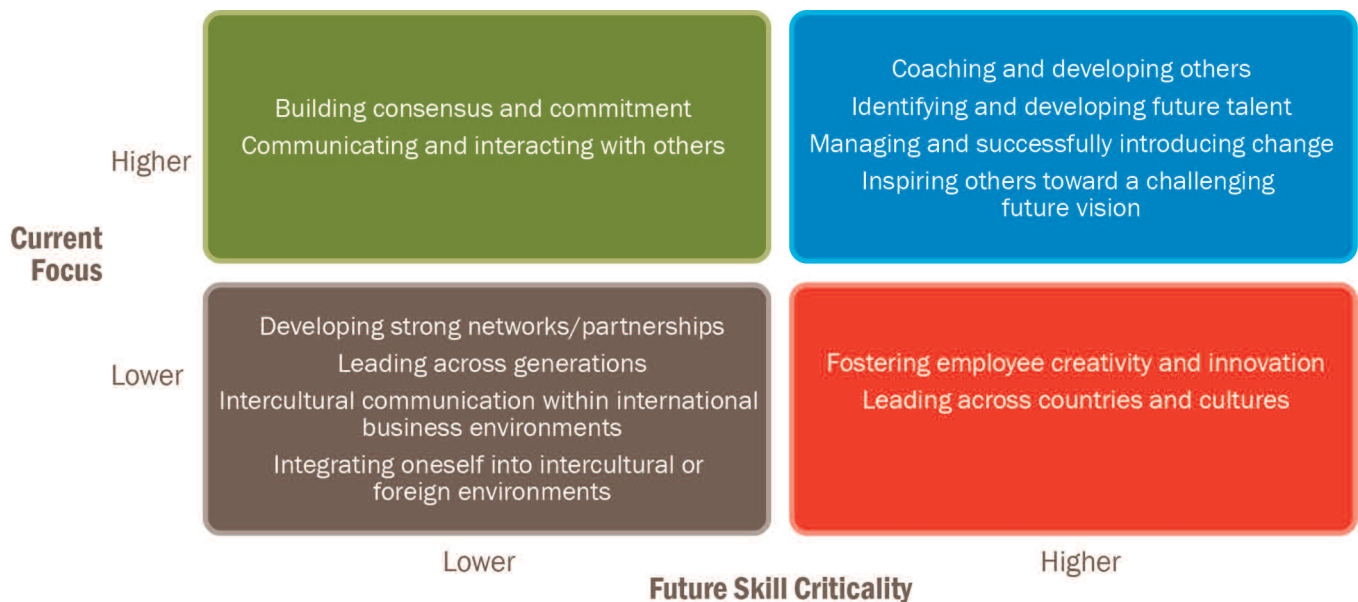 Building consensus and commitment
Communicating and interacting with others
Coaching and developing others
Identifying and developing future talent
Managing and successfully introducing change
Inspiring others toward a challenging
future vision
Higher
Current
Focus
Lower
Developing strong networks/partnerships
Leading across generations
Intercultural communication within international
business environments
Integrating oneself into intercultural or
foreign environments
Fostering employee creativity and innovation
Leading across countries and cultures
Lower
Higher
Future Skill Criticality